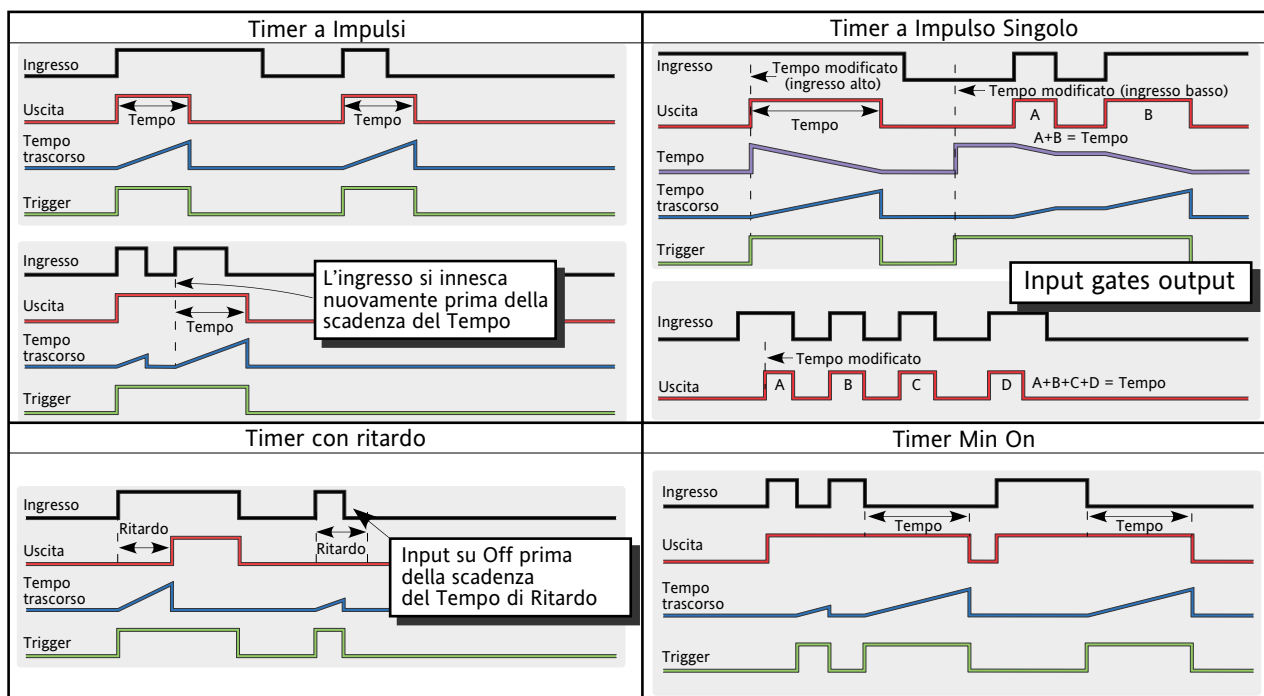 Timer a Impulsi
Ingresso
Uscita
Tempo
Tempo
Tempo
trascorso
Trigger
Ingresso
L'ingresso si innesca
nuovamente prima della
scadenza del Tempo
Uscita
Tempo
Tempo
trascorso
Trigger
Timer a Impulso Singolo
Ingresso
Tempo modificato
(ingresso alto)
Tempo modificato (ingresso basso)
Uscita
Tempo
A
B
A+B = Tempo
Tempo
Tempo
trascorso
Trigger
Input gates output
Ingresso
Tempo modificato
Uscita
A
B
C
D
A+B+C+D = Tempo
Timer con ritardo
Ingresso
Ritardo
Ritardo
Uscita
Input su Off prima
della scadenza
del Tempo di Ritardo
Tempo
trascorso
Trigger
Timer Min On
Ingresso
Tempo
Tempo
Uscita
Tempo
trascorso
Trigger